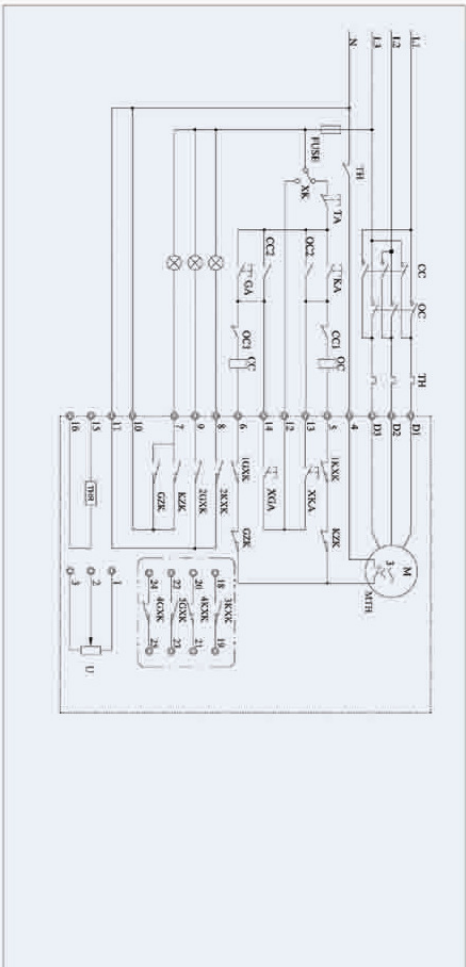 L1
L2
L3
N
CC
OC
TH
D1
D2
D3
M
3~
MTH
TH
4
FUSE
XK
TA
KA
CC1
OC
5
1KXK
KZK
OC2
13
XKA
12
CC2
14
XGA
GA
OC1
CC
6
1GXK
GZK
8
2KXK
9
2GXK
7
KZK
GZK
10
11
15
THR
16
18 3KXK 19
20 4KXK 21
22 3GXK 23
24 4GXK 25
1
2
3
U